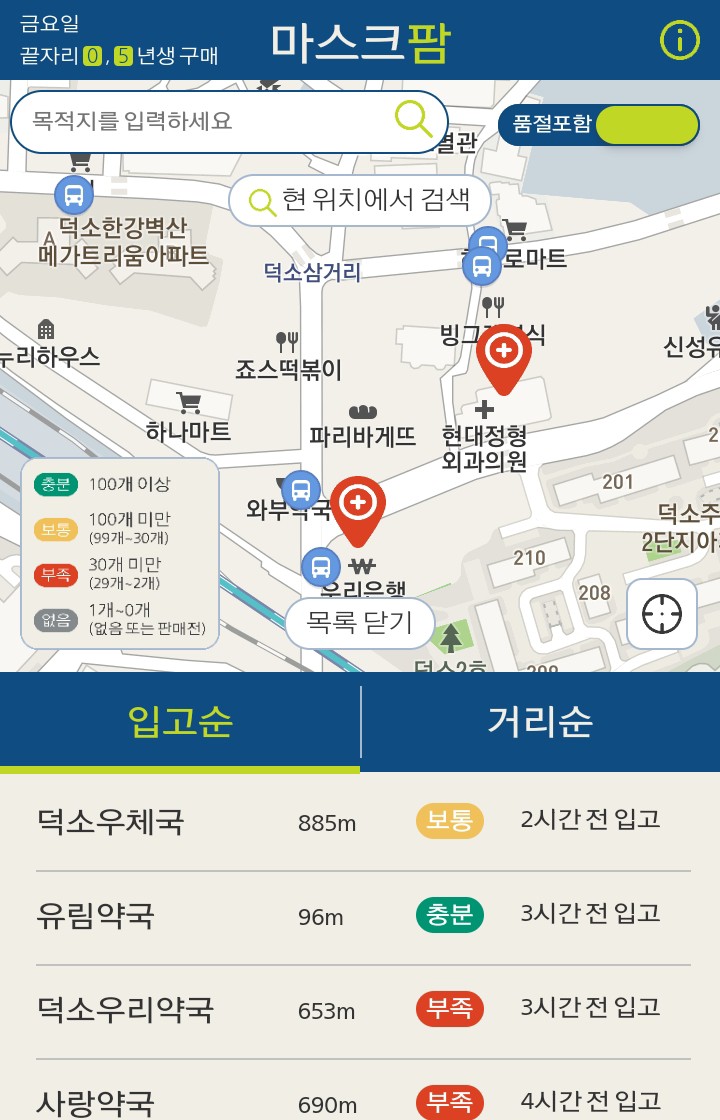 금요일
끝자리 0 , 5 년생 구매
마스크팜
목적지를 입력하세요
품절포함
현 위치에서 검색
덕소한강벽산
메가트리움아파트
덕소삼거리
로마트
누리하우스
죠스떡볶이
신성유
하나마트
파리바게뜨
현대정형
외과의원
와부약국
201
덕소주
2단지아
210
208
우리은행
209
충분 100개 이상
보통 100개 미만
(99개~30개)
부족 30개 미만
(29개~2개)
없음 1개~0개
(없음 또는 판매전)
목록 닫기
입고순
거리순
덕소우체국 885m 보통 2시간 전 입고
유림약국 96m 충분 3시간 전 입고
덕소우리약국 653m 부족 3시간 전 입고
사랑약국 690m 부족 4시간 전 입고